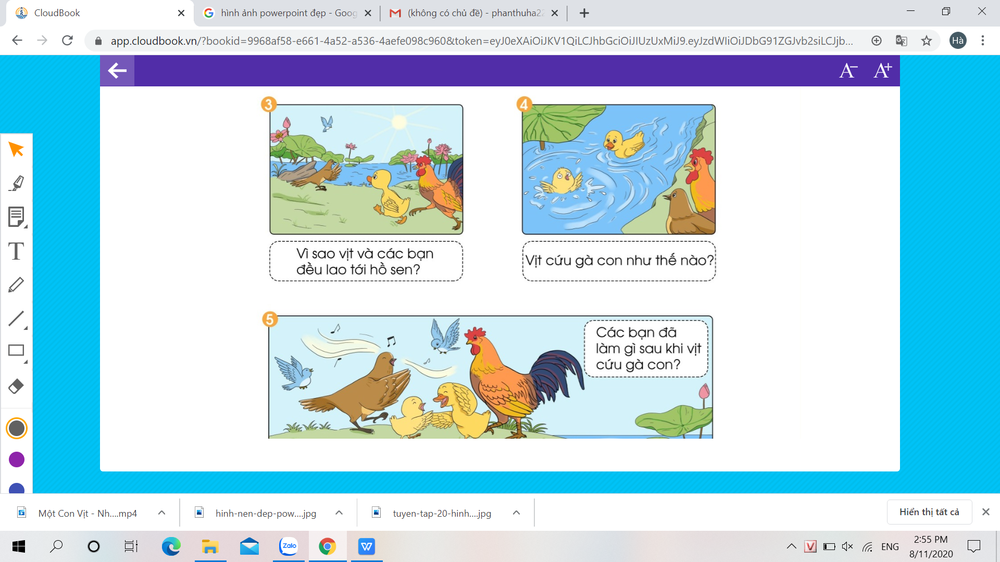 CloudBook
hình ảnh powerpoint đẹp - Goog
(không có chủ đề) - phanthuha22
app.cloudbook.vn/?bookid=9968af58-e661-4a52-a536-4aefe098c960&token=eyJ0eXAiOiJKV1QiLCJhbGciOiJIUzUxMiJ9.eyJzdWIiOiJDbG91ZGJvb2siLCJjb...
Hà
A−
A+
3
4
Vì sao vịt và các bạn
đều lao tới hồ sen?
Vịt cứu gà con như thế nào?
5
Các bạn đã
làm gì sau khi vịt
cứu gà con?
T
Một Con Vịt - Nh....mp4
hinh-nen-dep-pow....jpg
tuyen-tap-20-hinh....jpg
Hiển thị tất cả
Zalo
W
V
ENG
2:55 PM
8/11/2020